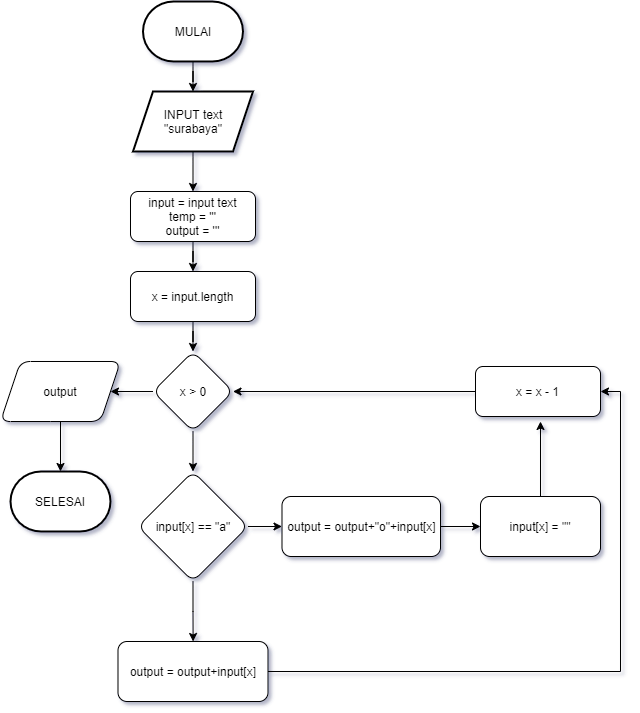 MULAI
INPUT text
"surabaya"
input = input text
temp = ""
output = ""
x = input.length
x > 0
output
x = x - 1
SELESAI
input[x] == "a"
output = output+"o"+input[x]
input[x] = ""
output = output+input[x]